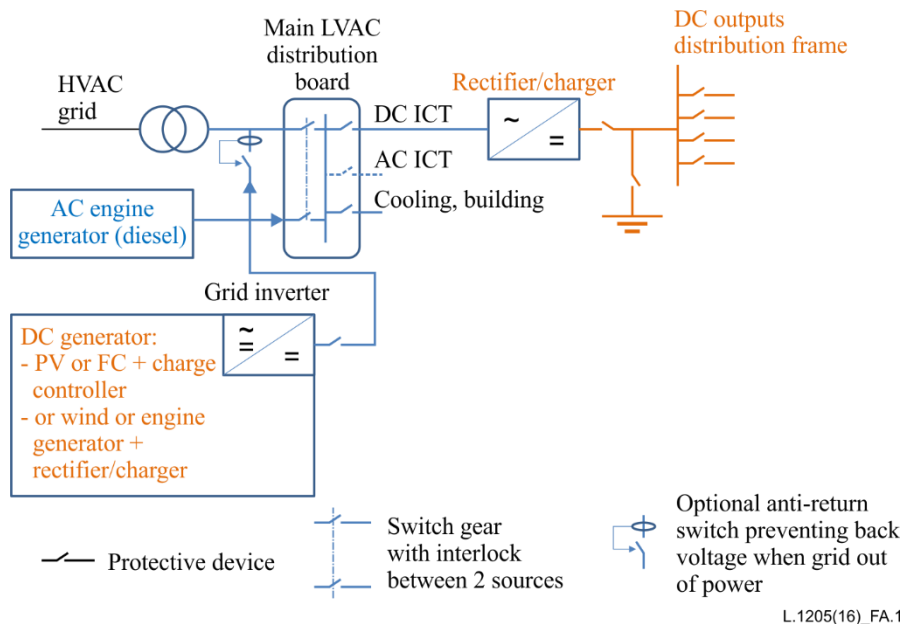 Main LVAC
distribution
board
DC outputs
distribution frame
HVAC
grid
Rectifier/charger
DC ICT
~
=
AC ICT
Cooling, building
AC engine
generator (diesel)
Grid inverter
DC generator:
- PV or FC + charge
controller
- or wind or engine
generator +
rectifier/charger
~
=
=
Protective device
Switch gear
with interlock
between 2 sources
Optional anti-return
switch preventing back
voltage when grid out
of power
L.1205(16)_FA.1